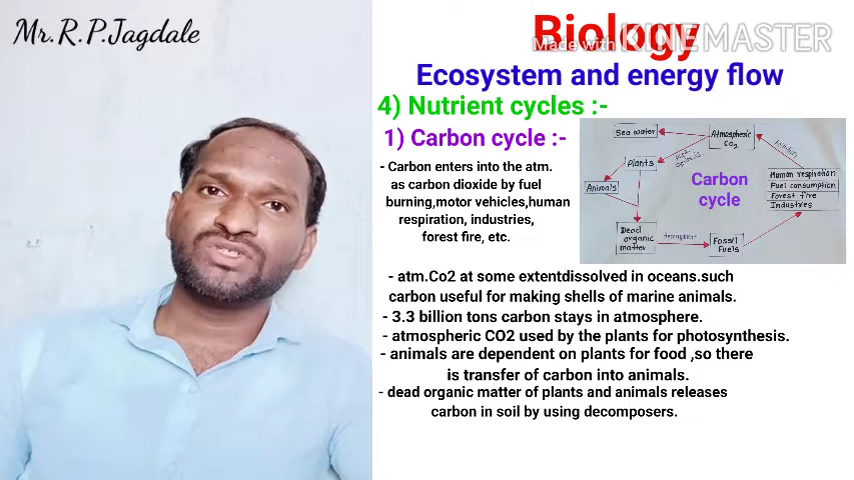 Mr.R.P.Jagdale
Biology
Made with KINEMASTER
Ecosystem and energy flow
4) Nutrient cycles :-
1) Carbon cycle :-
- Carbon enters into the atm.
as carbon dioxide by fuel
burning,motor vehicles,human
respiration, industries,
forest fire, etc.
Sea water
Atmospheric
CO2
Plants
Animals
Human respiration
Fuel consumption
Forest fire
Industries
Carbon
cycle
Dead
organic
matter
Fossil
Fuels
- atm.Co2 at some extentdissolved in oceans.such
carbon useful for making shells of marine animals.
- 3.3 billion tons carbon stays in atmosphere.
- atmospheric CO2 used by the plants for photosynthesis.
- animals are dependent on plants for food ,so there
is transfer of carbon into animals.
- dead organic matter of plants and animals releases
carbon in soil by using decomposers.